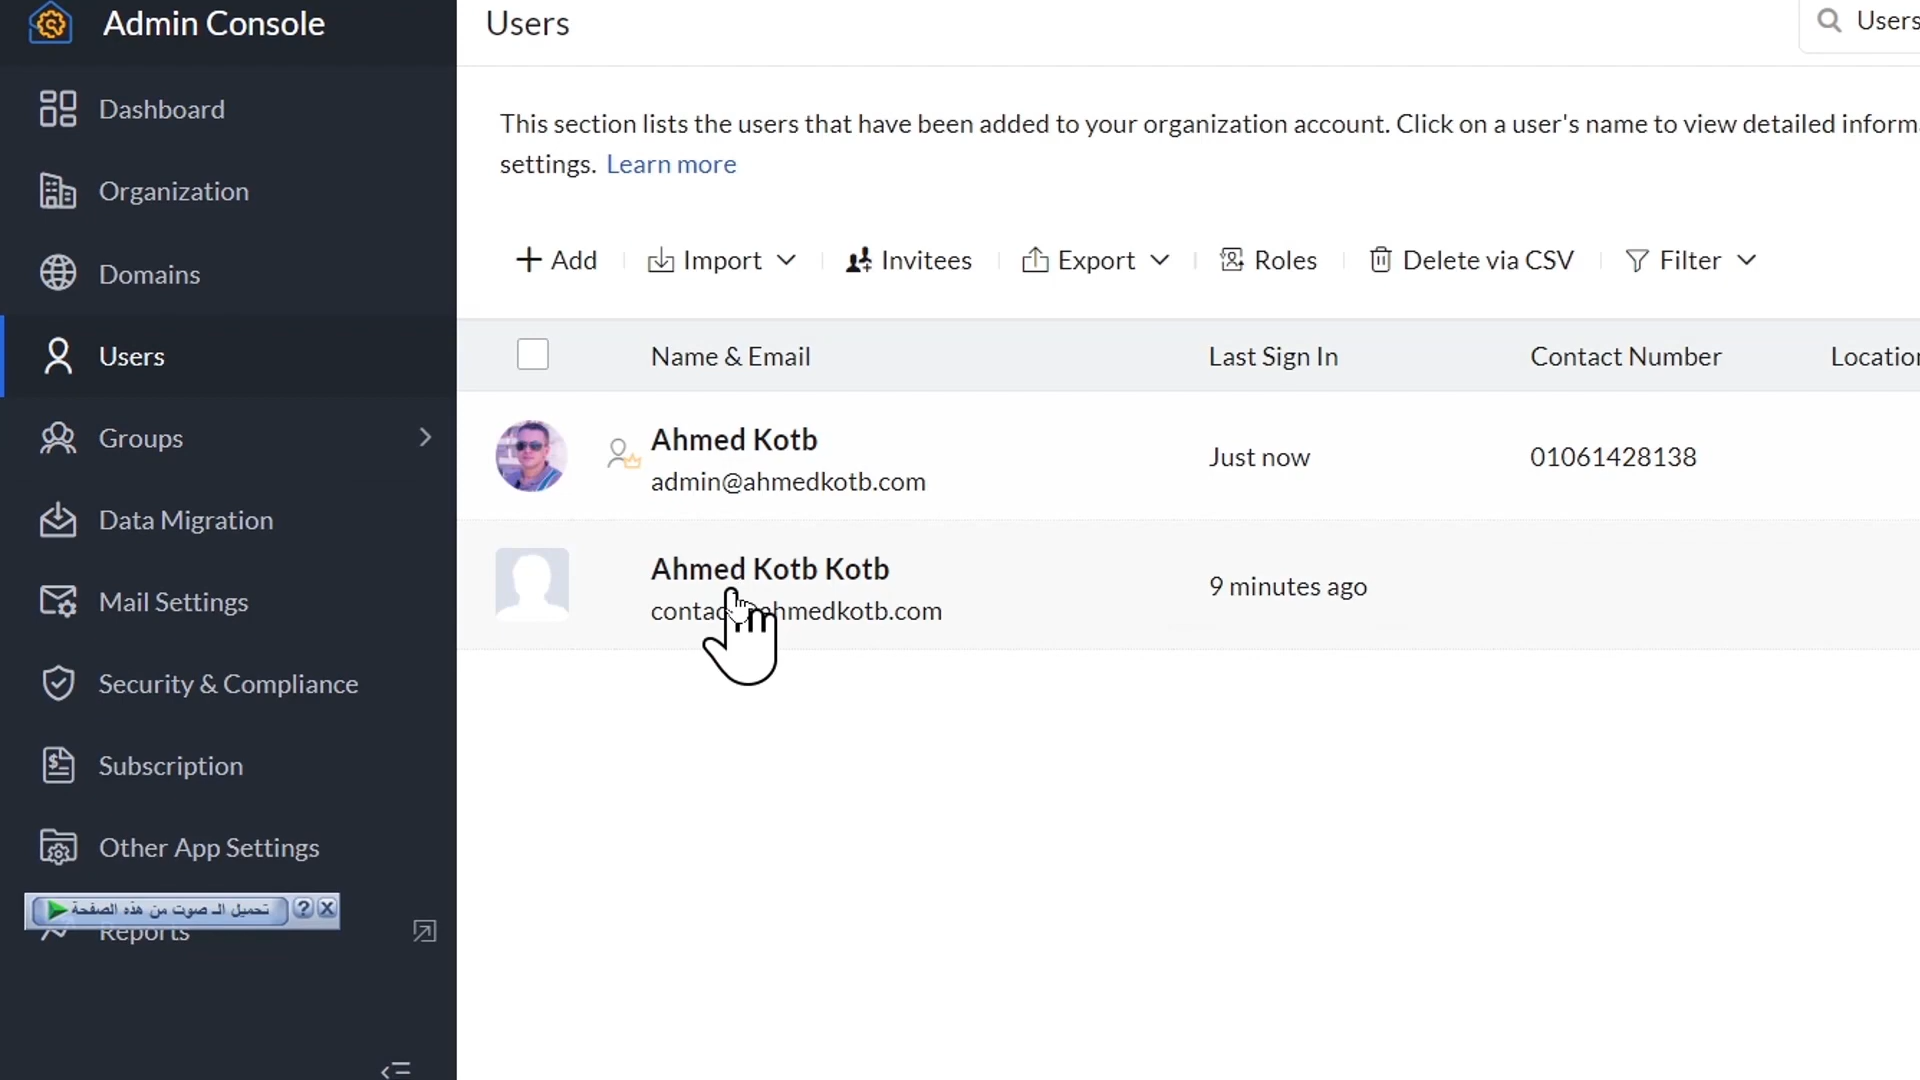 Admin Console
Users
Users
Dashboard
Organization
Domains
Users
Groups
Data Migration
Mail Settings
Security & Compliance
Subscription
Other App Settings
تحميل الـ صوت من هذه الصفحة
Reports
This section lists the users that have been added to your organization account. Click on a user's name to view detailed inform
settings. Learn more
Add Import Invitees Export Roles Delete via CSV Filter
Name & Email Last Sign In Contact Number Location
Ahmed Kotb
admin@ahmedkotb.com
Just now 01061428138
Ahmed Kotb Kotb
ahmedkotb.com
9 minutes ago